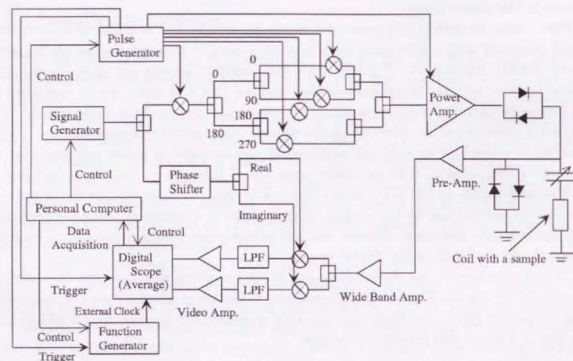 Pulse
Generator
Control
0
0
Power
Amp.
Signal
Generator
90
180
180
270
Phase
Shifter
Real
Imaginary
Pre-Amp.
Control
Personal Computer
Data
Acquisition
Control
Digital
Scope
(Average)
LPF
LPF
Trigger
Video Amp.
Wide Band Amp.
Coil with a sample
External Clock
Function
Generator
Control
Trigger